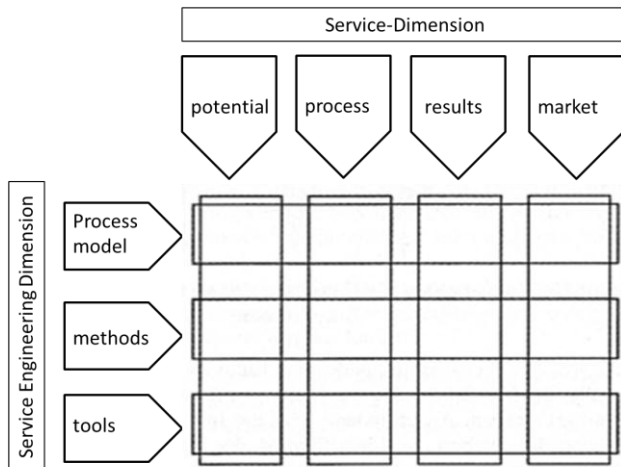 Service-Dimension
potential
process
results
market
Service Engineering Dimension
Process
model
methods
tools